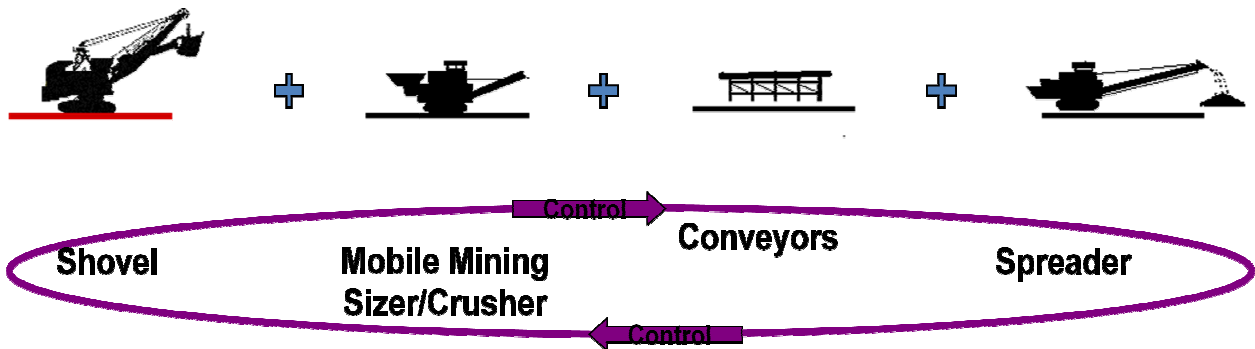 Control
Conveyors
Shovel
Mobile Mining
Sizer/Crusher
Spreader
Control